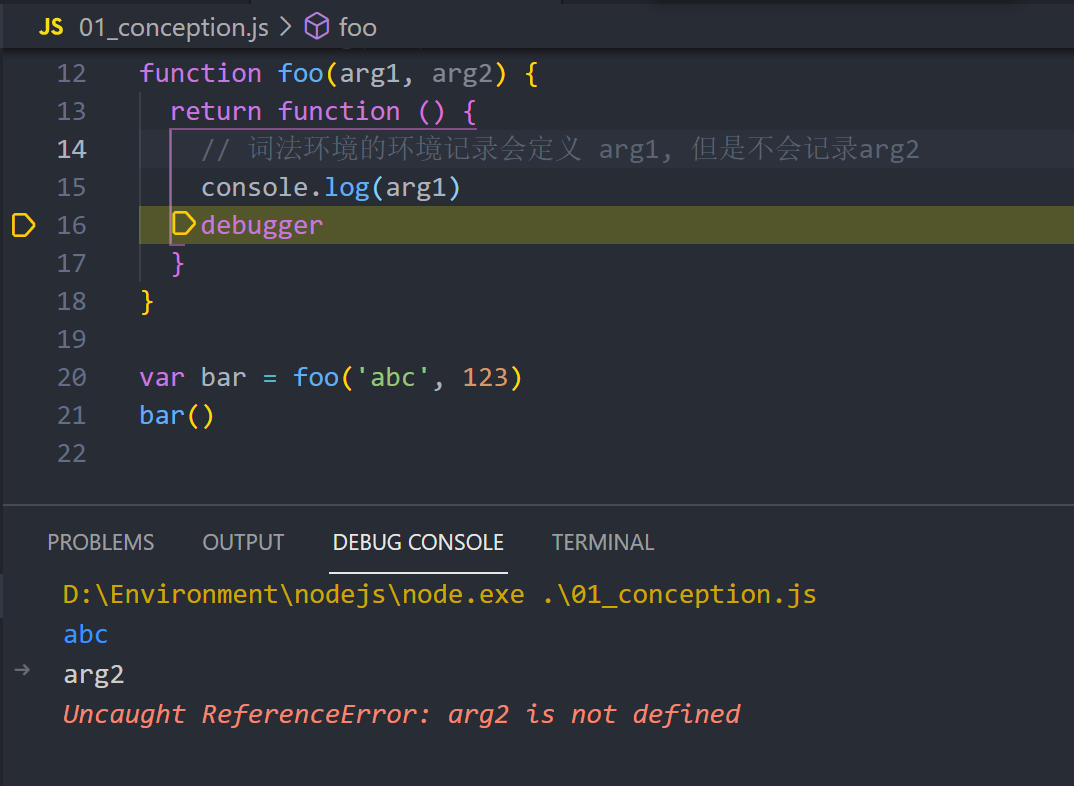 JS 01_conception.js > foo
12 function foo(arg1, arg2) {
13 return function () {
14 // 词法环境的环境记录会定义 arg1, 但是不会记录arg2
15 console.log(arg1)
16 debugger
17 }
18 }
19
20 var bar = foo('abc', 123)
21 bar()
22
PROBLEMS OUTPUT DEBUG CONSOLE TERMINAL
D:\Environment\nodejs\node.exe .\01_conception.js
abc
→ arg2
Uncaught ReferenceError: arg2 is not defined